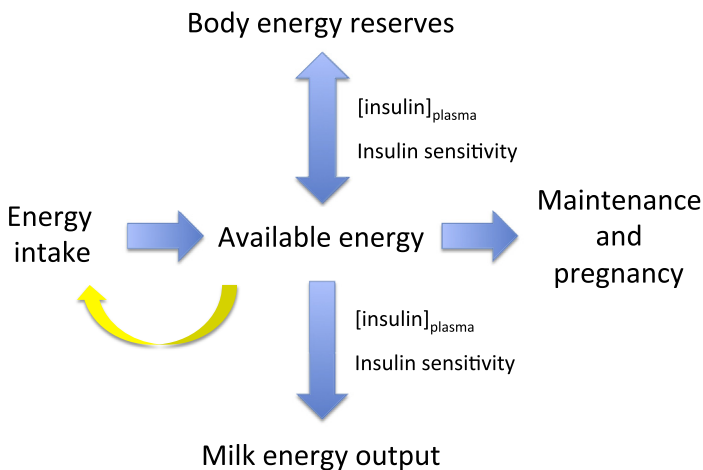 Body energy reserves
[insulin]plasma
Insulin sensitivity
Energy
intake
Available energy
Maintenance
and
pregnancy
[insulin]plasma
Insulin sensitivity
Milk energy output